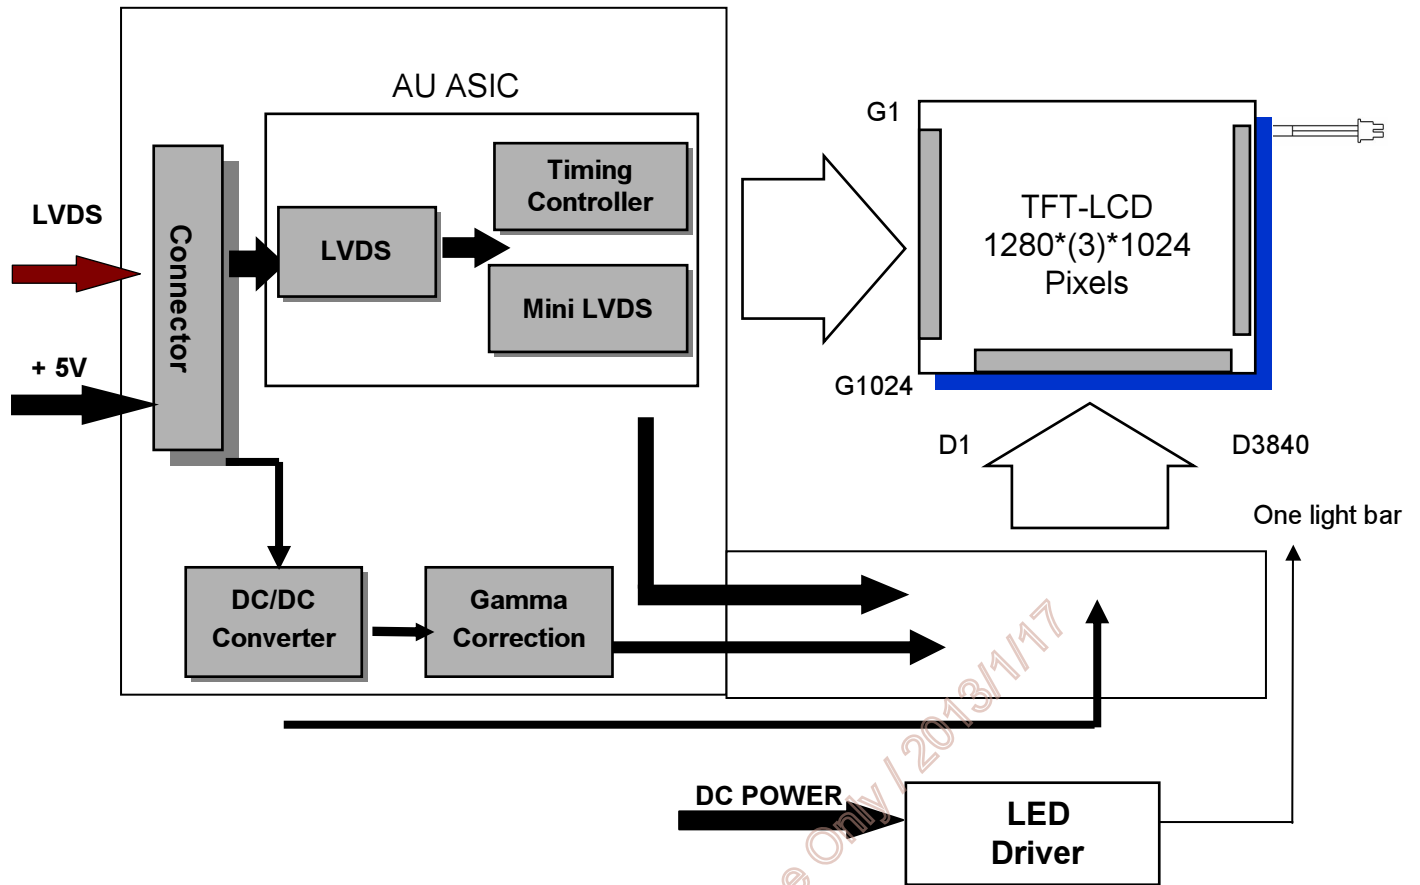 AU ASIC
G1
Timing
Controller
LVDS
Connector
LVDS
TFT-LCD
1280*(3)*1024
Pixels
Mini LVDS
+ 5V
G1024
D1
D3840
One light bar
DC/DC
Converter
Gamma
Correction
DC POWER
LED
Driver
Only / 2013/1/17